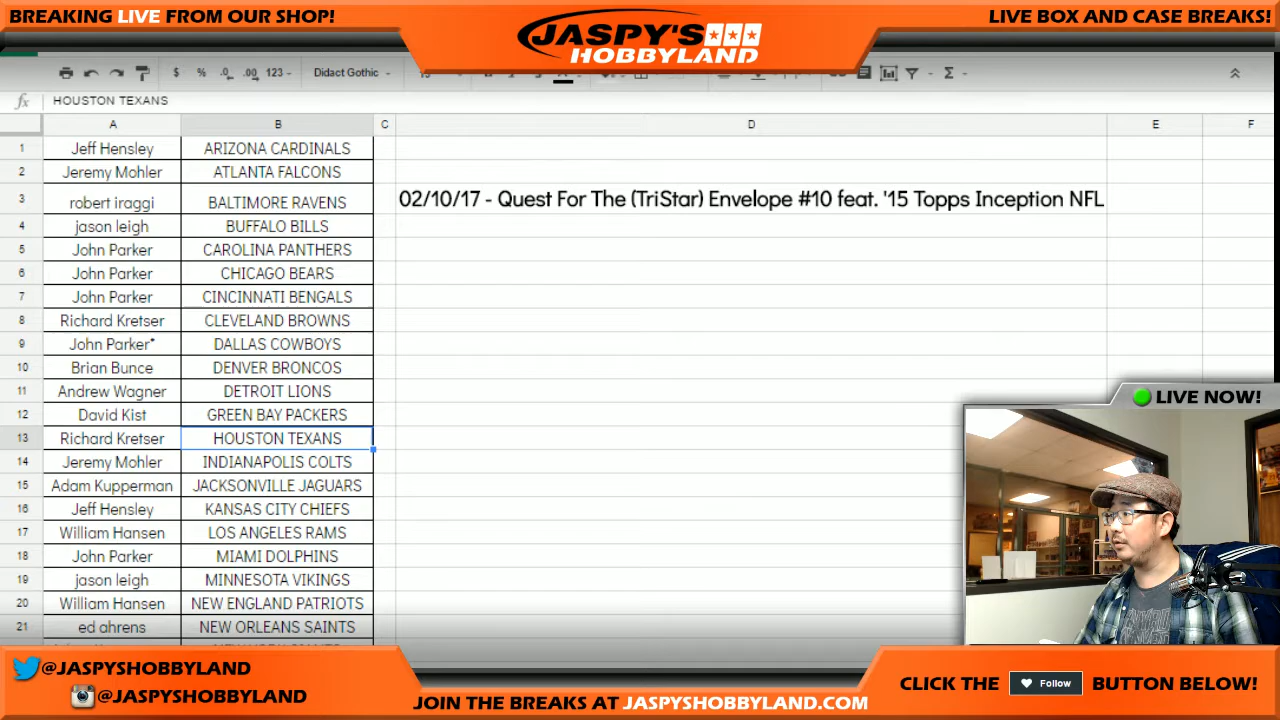 BREAKING LIVE FROM OUR SHOP!
JASPY'S
HOBBYLAND
LIVE BOX AND CASE BREAKS!
$ % .0 .00 123 Didact Gothic
fx HOUSTON TEXANS
A B C D E F
1 Jeff Hensley ARIZONA CARDINALS
2 Jeremy Mohler ATLANTA FALCONS
3 robert iraggi BALTIMORE RAVENS 02/10/17 - Quest For The (TriStar) Envelope #10 feat. '15 Topps Inception NFL
4 jason leigh BUFFALO BILLS
5 John Parker CAROLINA PANTHERS
6 John Parker CHICAGO BEARS
7 John Parker CINCINNATI BENGALS
8 Richard Kretser CLEVELAND BROWNS
9 John Parker* DALLAS COWBOYS
10 Brian Bunce DENVER BRONCOS
11 Andrew Wagner DETROIT LIONS
12 David Kist GREEN BAY PACKERS
13 Richard Kretser HOUSTON TEXANS
14 Jeremy Mohler INDIANAPOLIS COLTS
15 Adam Kupperman JACKSONVILLE JAGUARS
16 Jeff Hensley KANSAS CITY CHIEFS
17 William Hansen LOS ANGELES RAMS
18 John Parker MIAMI DOLPHINS
19 jason leigh MINNESOTA VIKINGS
20 William Hansen NEW ENGLAND PATRIOTS
21 ed ahrens NEW ORLEANS SAINTS
LIVE NOW!
@JASPYSHOBBYLAND
@JASPYSHOBBYLAND
JOIN THE BREAKS AT JASPYSHOBBYLAND.COM
CLICK THE Follow BUTTON BELOW!